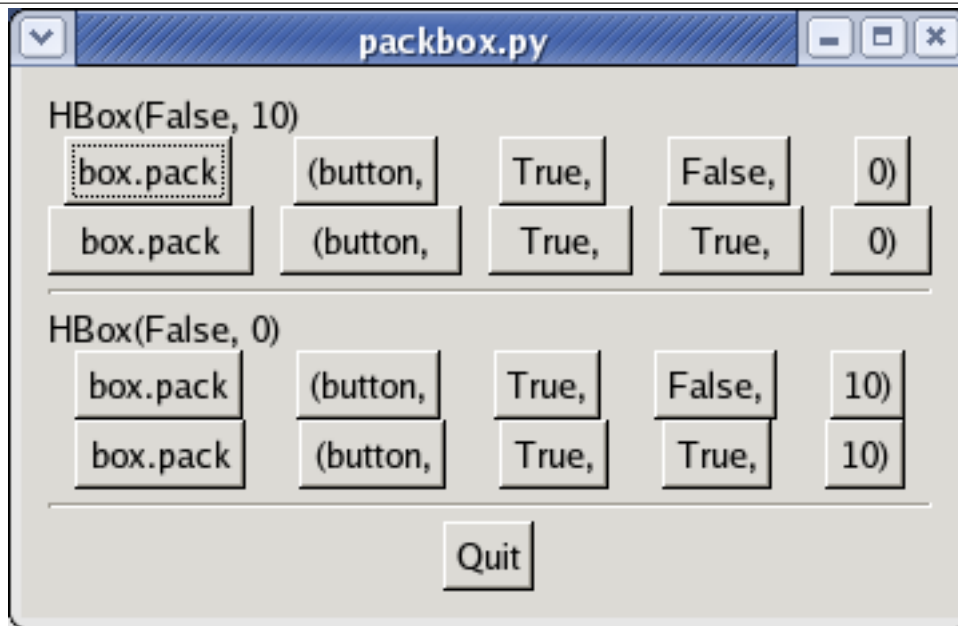 packbox.py
HBox(False, 10)
box.pack (button, True, False, 0)
box.pack (button, True, True, 0)
HBox(False, 0)
box.pack (button, True, False, 10)
box.pack (button, True, True, 10)
Quit